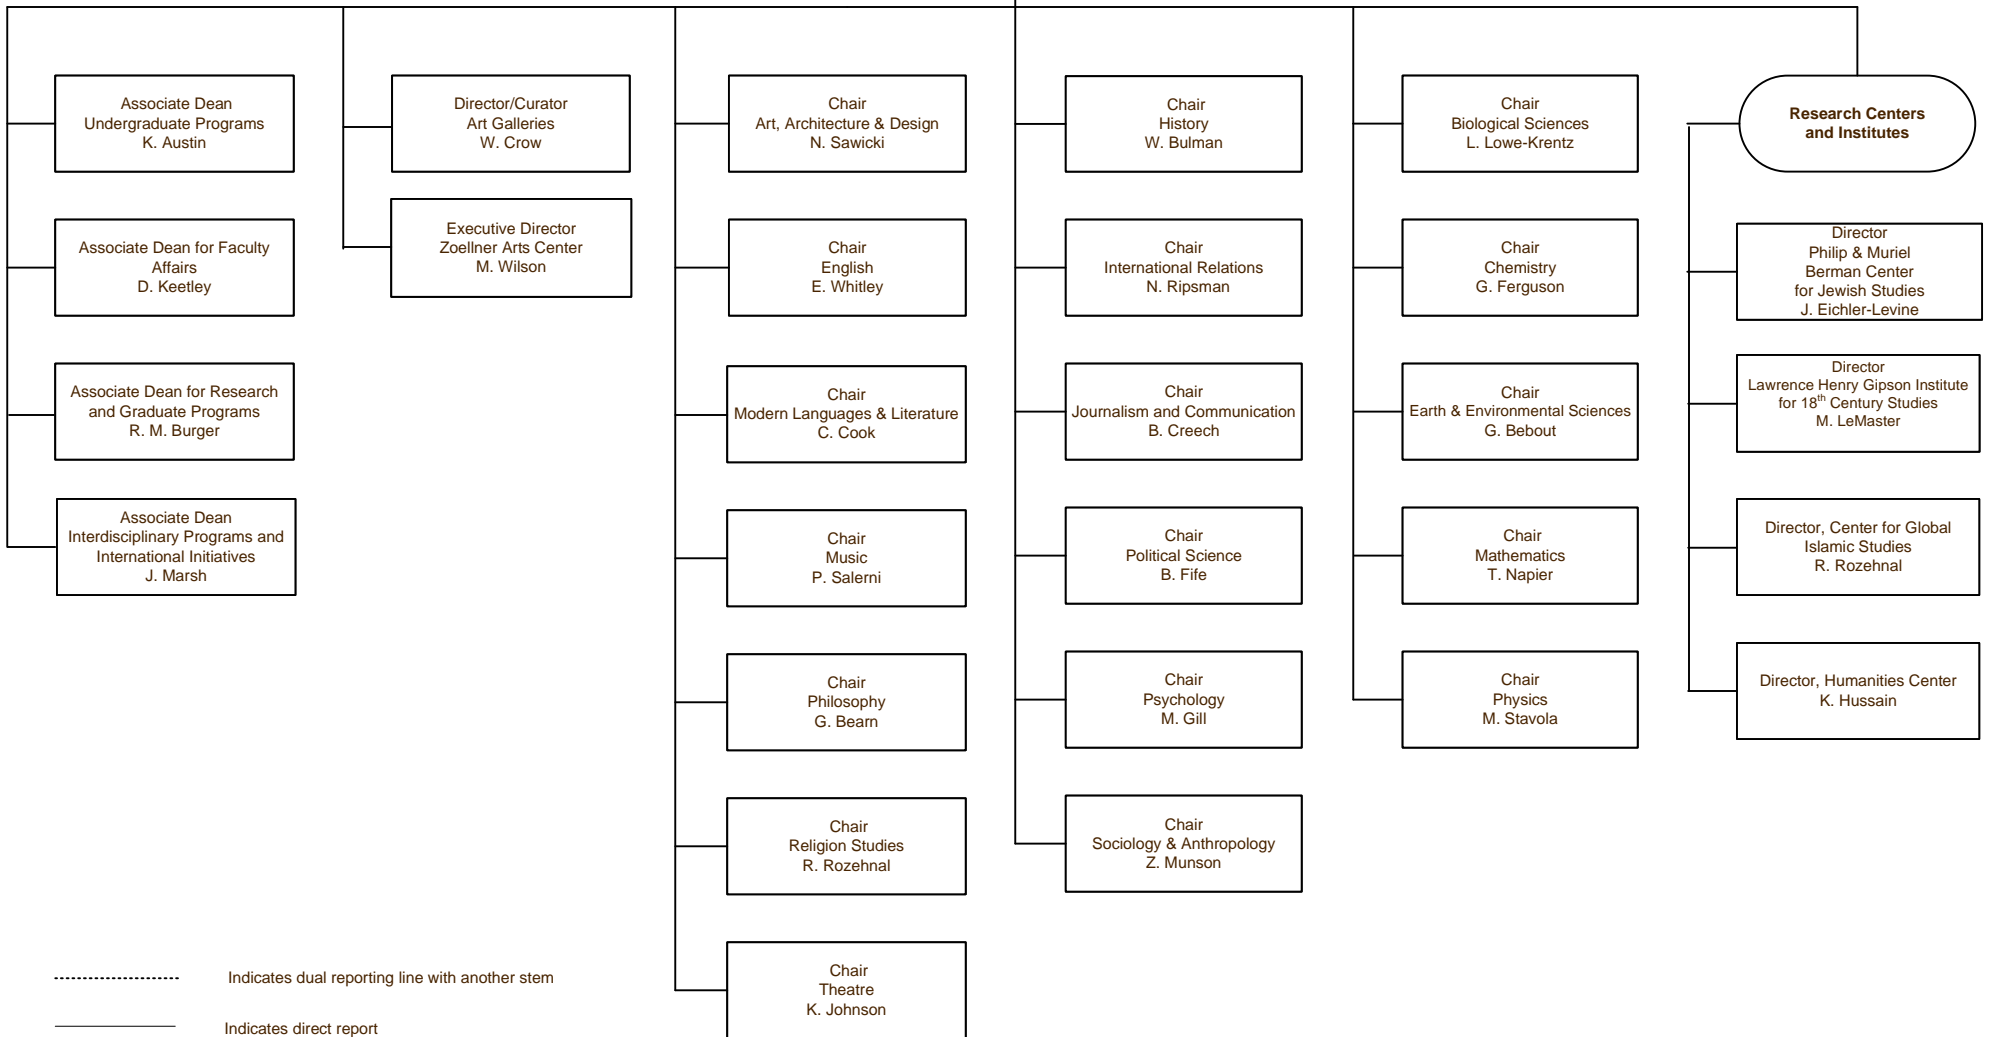 Associate Dean
Undergraduate Programs
K. Austin
Associate Dean for Faculty
Affairs
D. Keetley
Associate Dean for Research
and Graduate Programs
R. M. Burger
Associate Dean
Interdisciplinary Programs and
International Initiatives
J. Marsh
Director/Curator
Art Galleries
W. Crow
Executive Director
Zoellner Arts Center
M. Wilson
Chair
Art, Architecture & Design
N. Sawicki
Chair
English
E. Whitley
Chair
Modern Languages & Literature
C. Cook
Chair
Music
P. Salerni
Chair
Philosophy
G. Bearn
Chair
Religion Studies
R. Rozehnal
Chair
Theatre
K. Johnson
Chair
History
W. Bulman
Chair
International Relations
N. Ripsman
Chair
Journalism and Communication
B. Creech
Chair
Political Science
B. Fife
Chair
Psychology
M. Gill
Chair
Sociology & Anthropology
Z. Munson
Chair
Biological Sciences
L. Lowe-Krentz
Chair
Chemistry
G. Ferguson
Chair
Earth & Environmental Sciences
G. Bebout
Chair
Mathematics
T. Napier
Chair
Physics
M. Stavola
Research Centers
and Institutes
Director
Philip & Muriel
Berman Center
for Jewish Studies
J. Eichler-Levine
Director
Lawrence Henry Gipson Institute
for 18th Century Studies
M. LeMaster
Director, Center for Global
Islamic Studies
R. Rozehnal
Director, Humanities Center
K. Hussain
Indicates dual reporting line with another stem
Indicates direct report